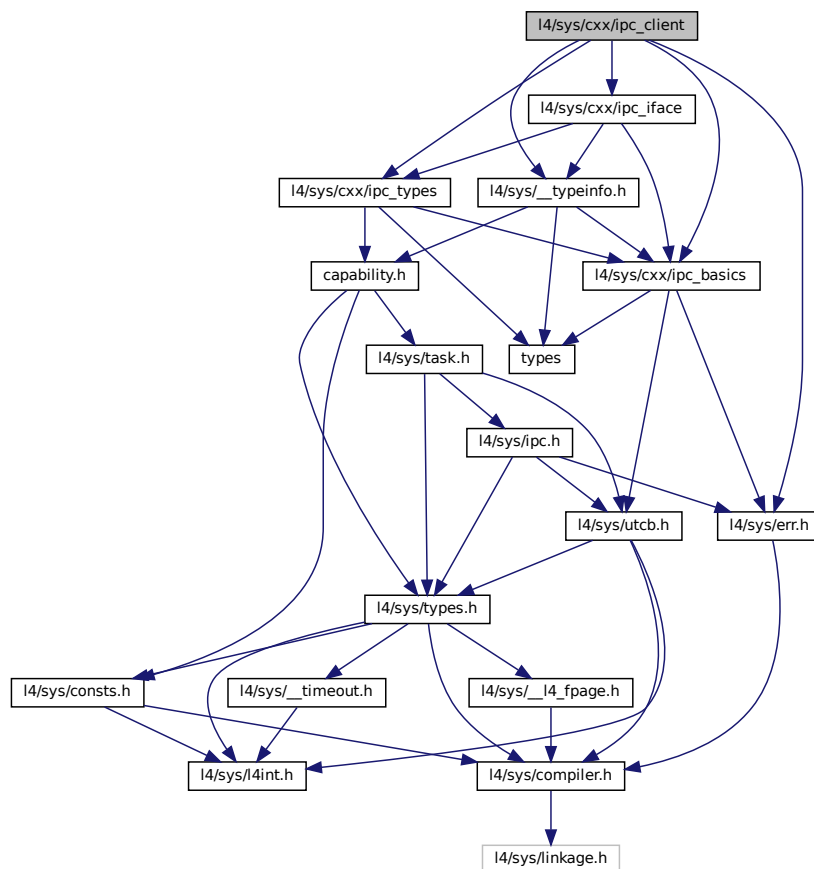 l4/sys/cxx/ipc_client
l4/sys/cxx/ipc_iface
l4/sys/cxx/ipc_types
l4/sys/__typeinfo.h
capability.h
l4/sys/cxx/ipc_basics
l4/sys/task.h
types
l4/sys/ipc.h
l4/sys/utcb.h
l4/sys/err.h
l4/sys/types.h
l4/sys/consts.h
l4/sys/__timeout.h
l4/sys/__l4_fpage.h
l4/sys/l4int.h
l4/sys/compiler.h
l4/sys/linkage.h